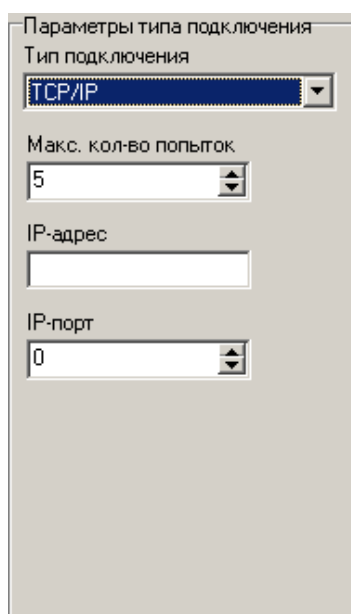 Параметры типа подключения
Тип подключения
TCP/IP
Макс. кол-во попыток
5
IP-адрес
IP-порт
0